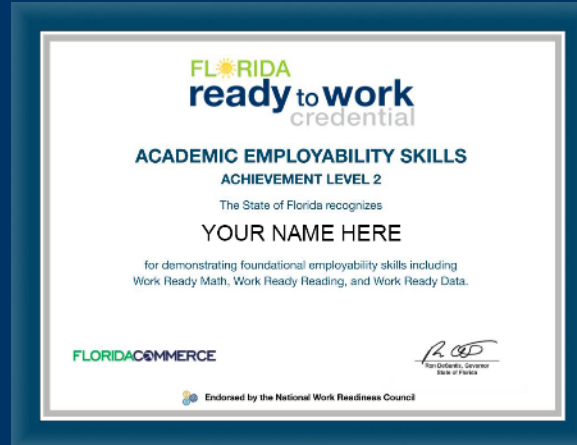 FLORIDA
ready to work
credential
ACADEMIC EMPLOYABILITY SKILLS
ACHIEVEMENT LEVEL 2
The State of Florida recognizes
YOUR NAME HERE
for demonstrating foundational employability skills including
Work Ready Math, Work Ready Reading, and Work Ready Data.
FLORIDACOMMERCE
Ron DeSantis, Governor
State of Florida
Endorsed by the National Work Readiness Council